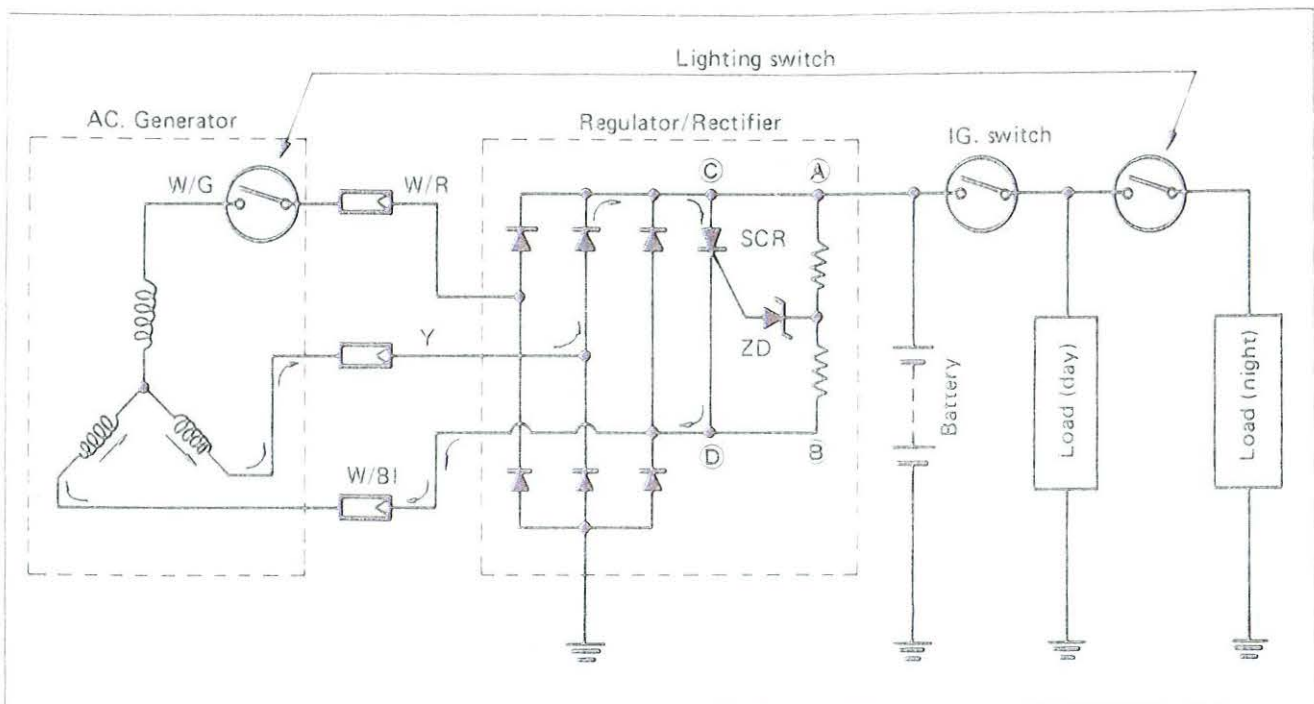 Lighting switch
AC. Generator
Regulator/Rectifier
IG. switch
W/G
W/R
C
A
SCR
ZD
Y
D
B
W/Bl
Battery
Load (day)
Load (night)